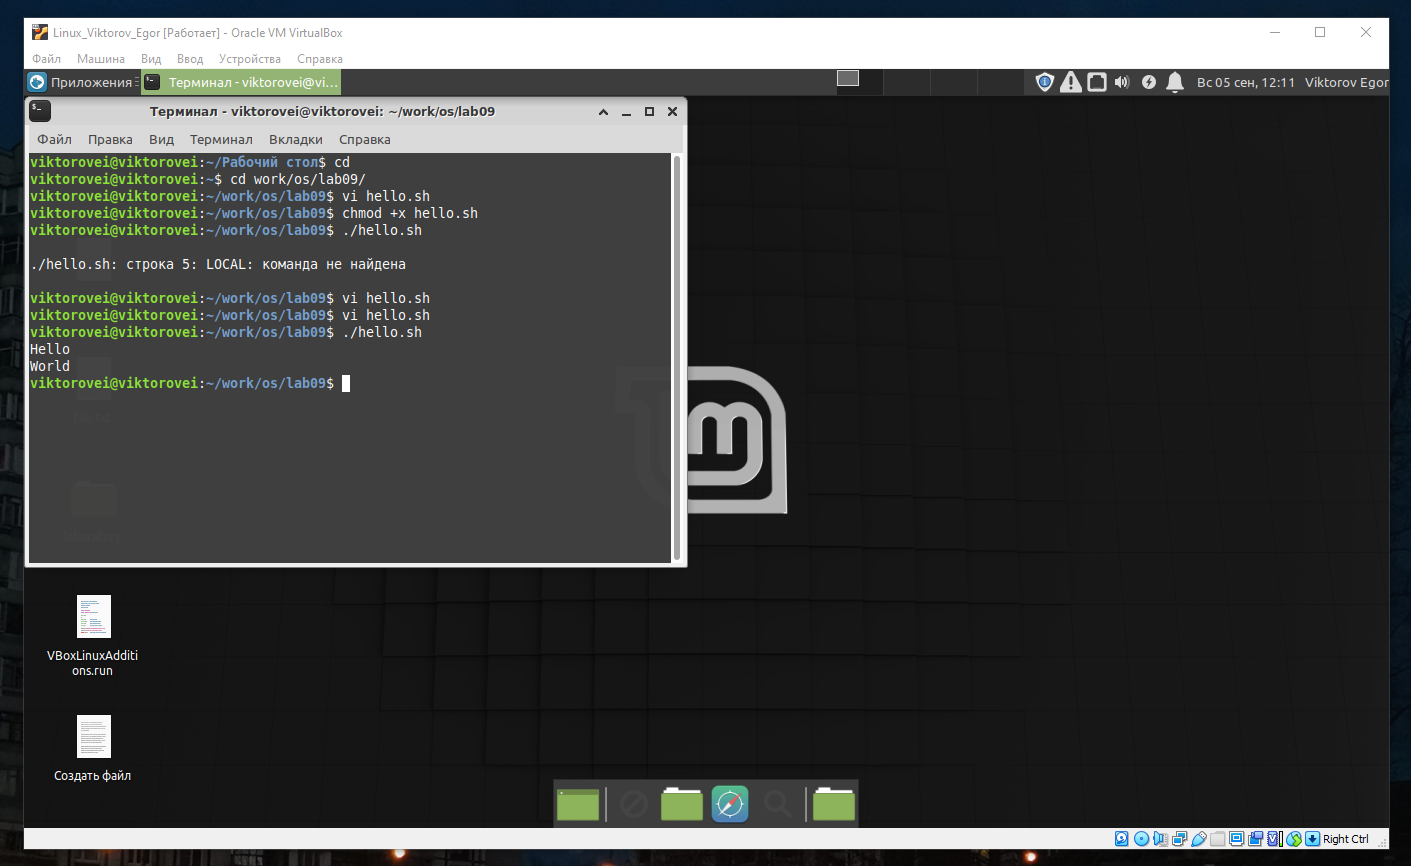 Linux_Viktorov_Egor [Работает] - Oracle VM VirtualBox
Файл Машина Вид Ввод Устройства Справка
Приложения Терминал - viktorovei@vi... Вс 05 сен, 12:11 Viktorov Egor
Терминал - viktorovei@viktorovei: ~/work/os/lab09
Файл Правка Вид Терминал Вкладки Справка
viktorovei@viktorovei:~/Рабочий стол$ cd
viktorovei@viktorovei:~$ cd work/os/lab09/
viktorovei@viktorovei:~/work/os/lab09$ vi hello.sh
viktorovei@viktorovei:~/work/os/lab09$ chmod +x hello.sh
viktorovei@viktorovei:~/work/os/lab09$ ./hello.sh
./hello.sh: строка 5: LOCAL: команда не найдена
viktorovei@viktorovei:~/work/os/lab09$ vi hello.sh
viktorovei@viktorovei:~/work/os/lab09$ vi hello.sh
viktorovei@viktorovei:~/work/os/lab09$ ./hello.sh
Hello
World
viktorovei@viktorovei:~/work/os/lab09$
VBoxLinuxAdditi
ons.run
Создать файл
Right Ctrl